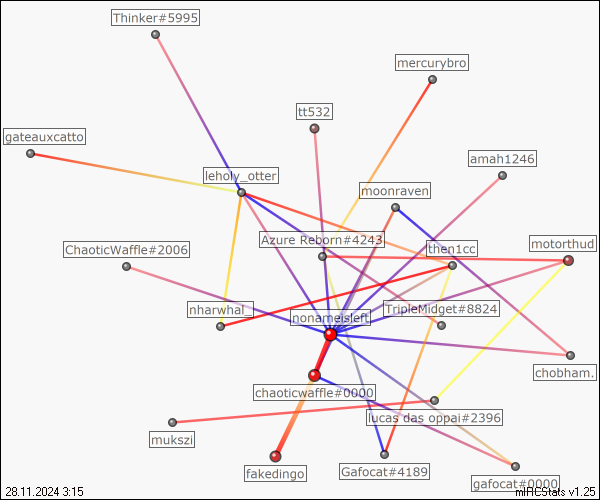 Thinker#5995
mercurybro
tt532
gateauxcatto
amah1246
leholy_otter
moonraven
Azure Reborn#4243
ChaoticWaffle#2006
then1cc
motorthud
nharwhal_
nonameisleft
TripleMidget#8824
chobham.
chaoticwaffle#0000
lucas das oppai#2396
mukszi
fakedingo
Gafocat#4189
gafocat#0000
28.11.2024 3:15
mIRCStats v1.25